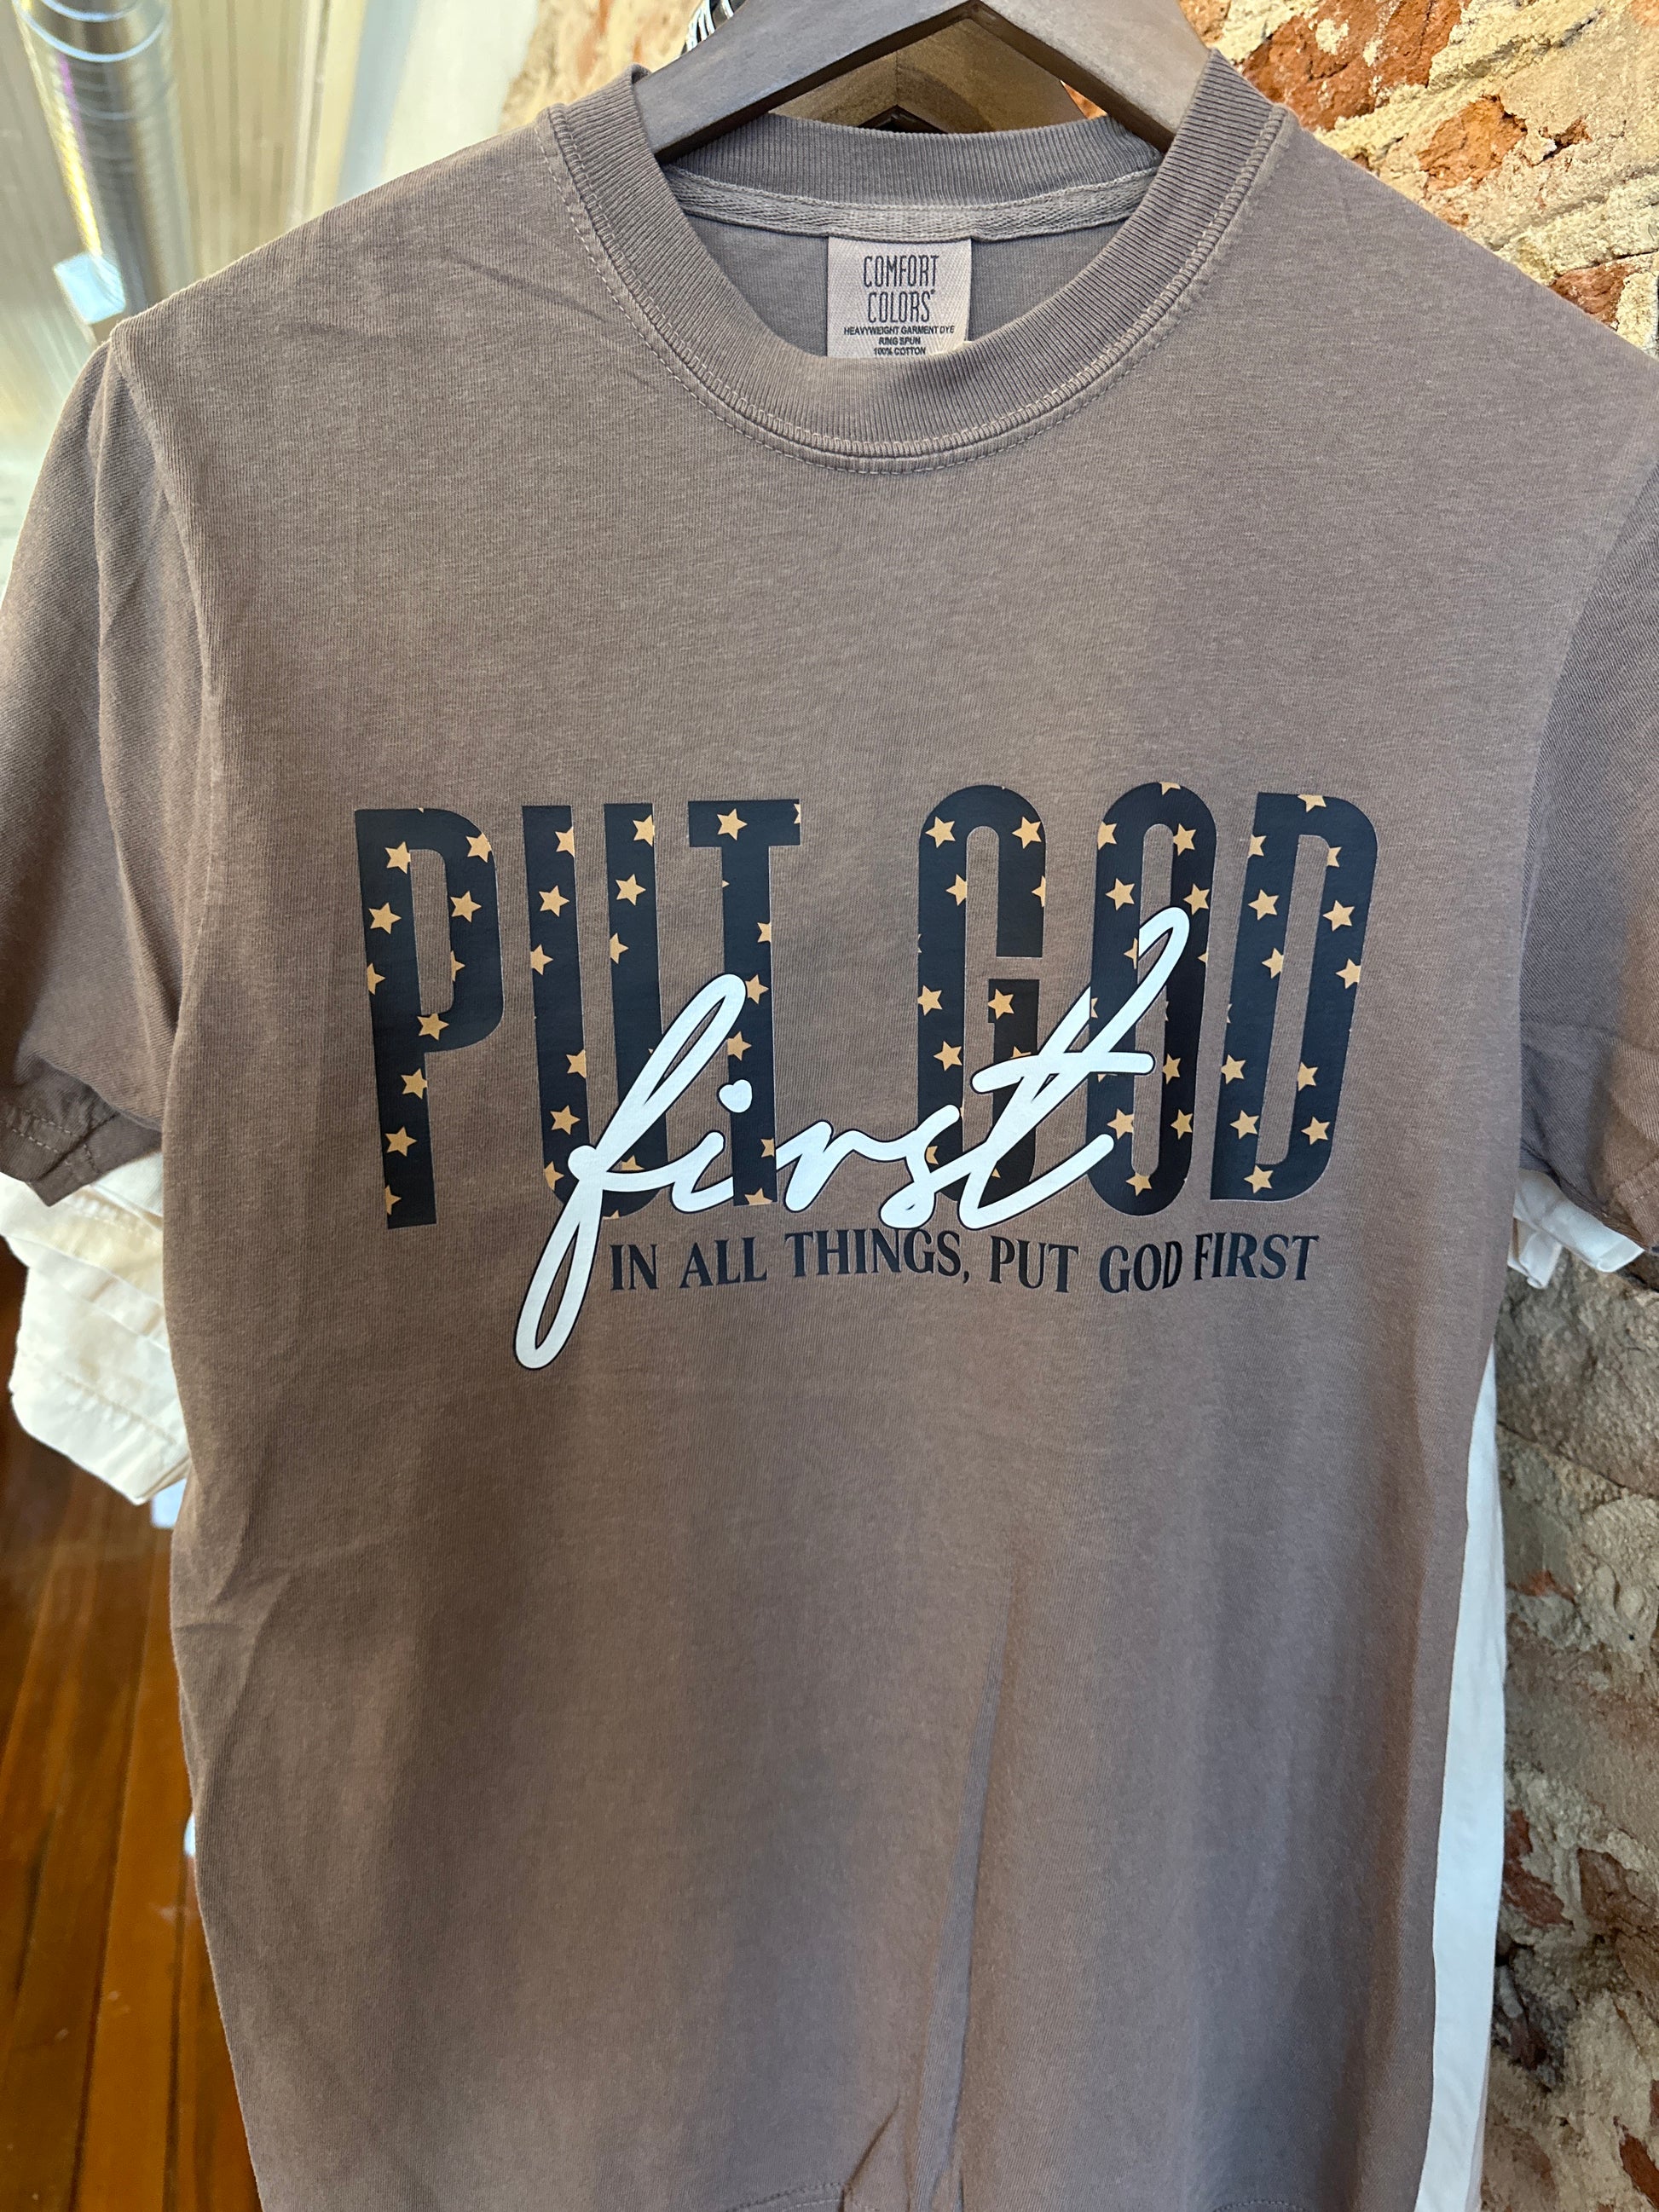 COMFORT
COLORS®
HEAVYWEIGHT GARMENT DYE
RING SPUN
100% COTTON
PUT GOD
first
IN ALL THINGS, PUT GOD FIRST